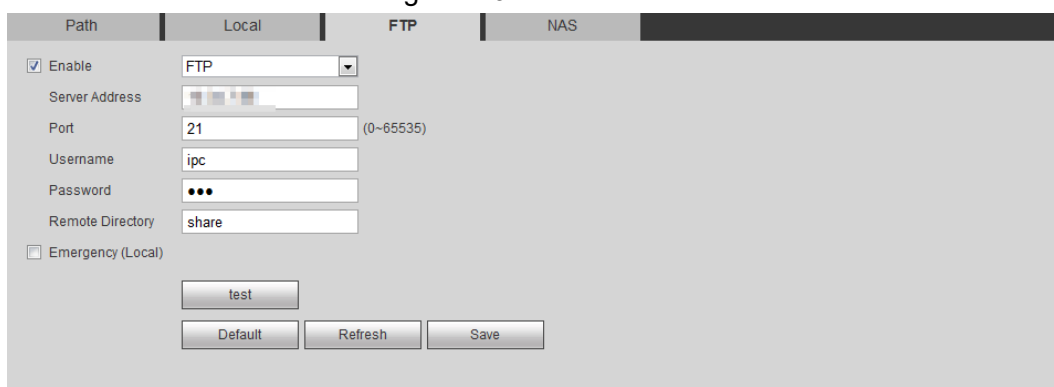 Path Local FTP NAS
Enable FTP
Server Address
Port 21 (0~65535)
Username ipc
Password ●●●
Remote Directory share
Emergency (Local)
test
Default Refresh Save